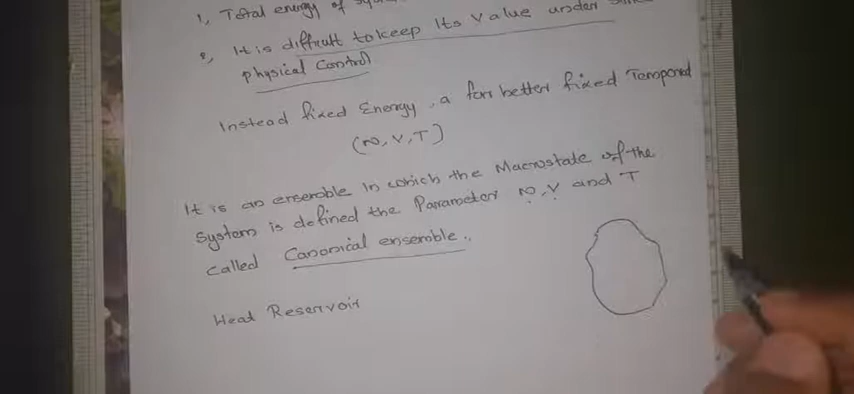 1, Total energy of
2, It is difficult to keep Its value under
physical Control
Instead fixed Energy, a far better fixed Temp
(N, V, T)
It is an ensemble In which the Macrostate of the
System is defined the Parameter N, V and T
called Canonical ensemble.
Heat Reservoir